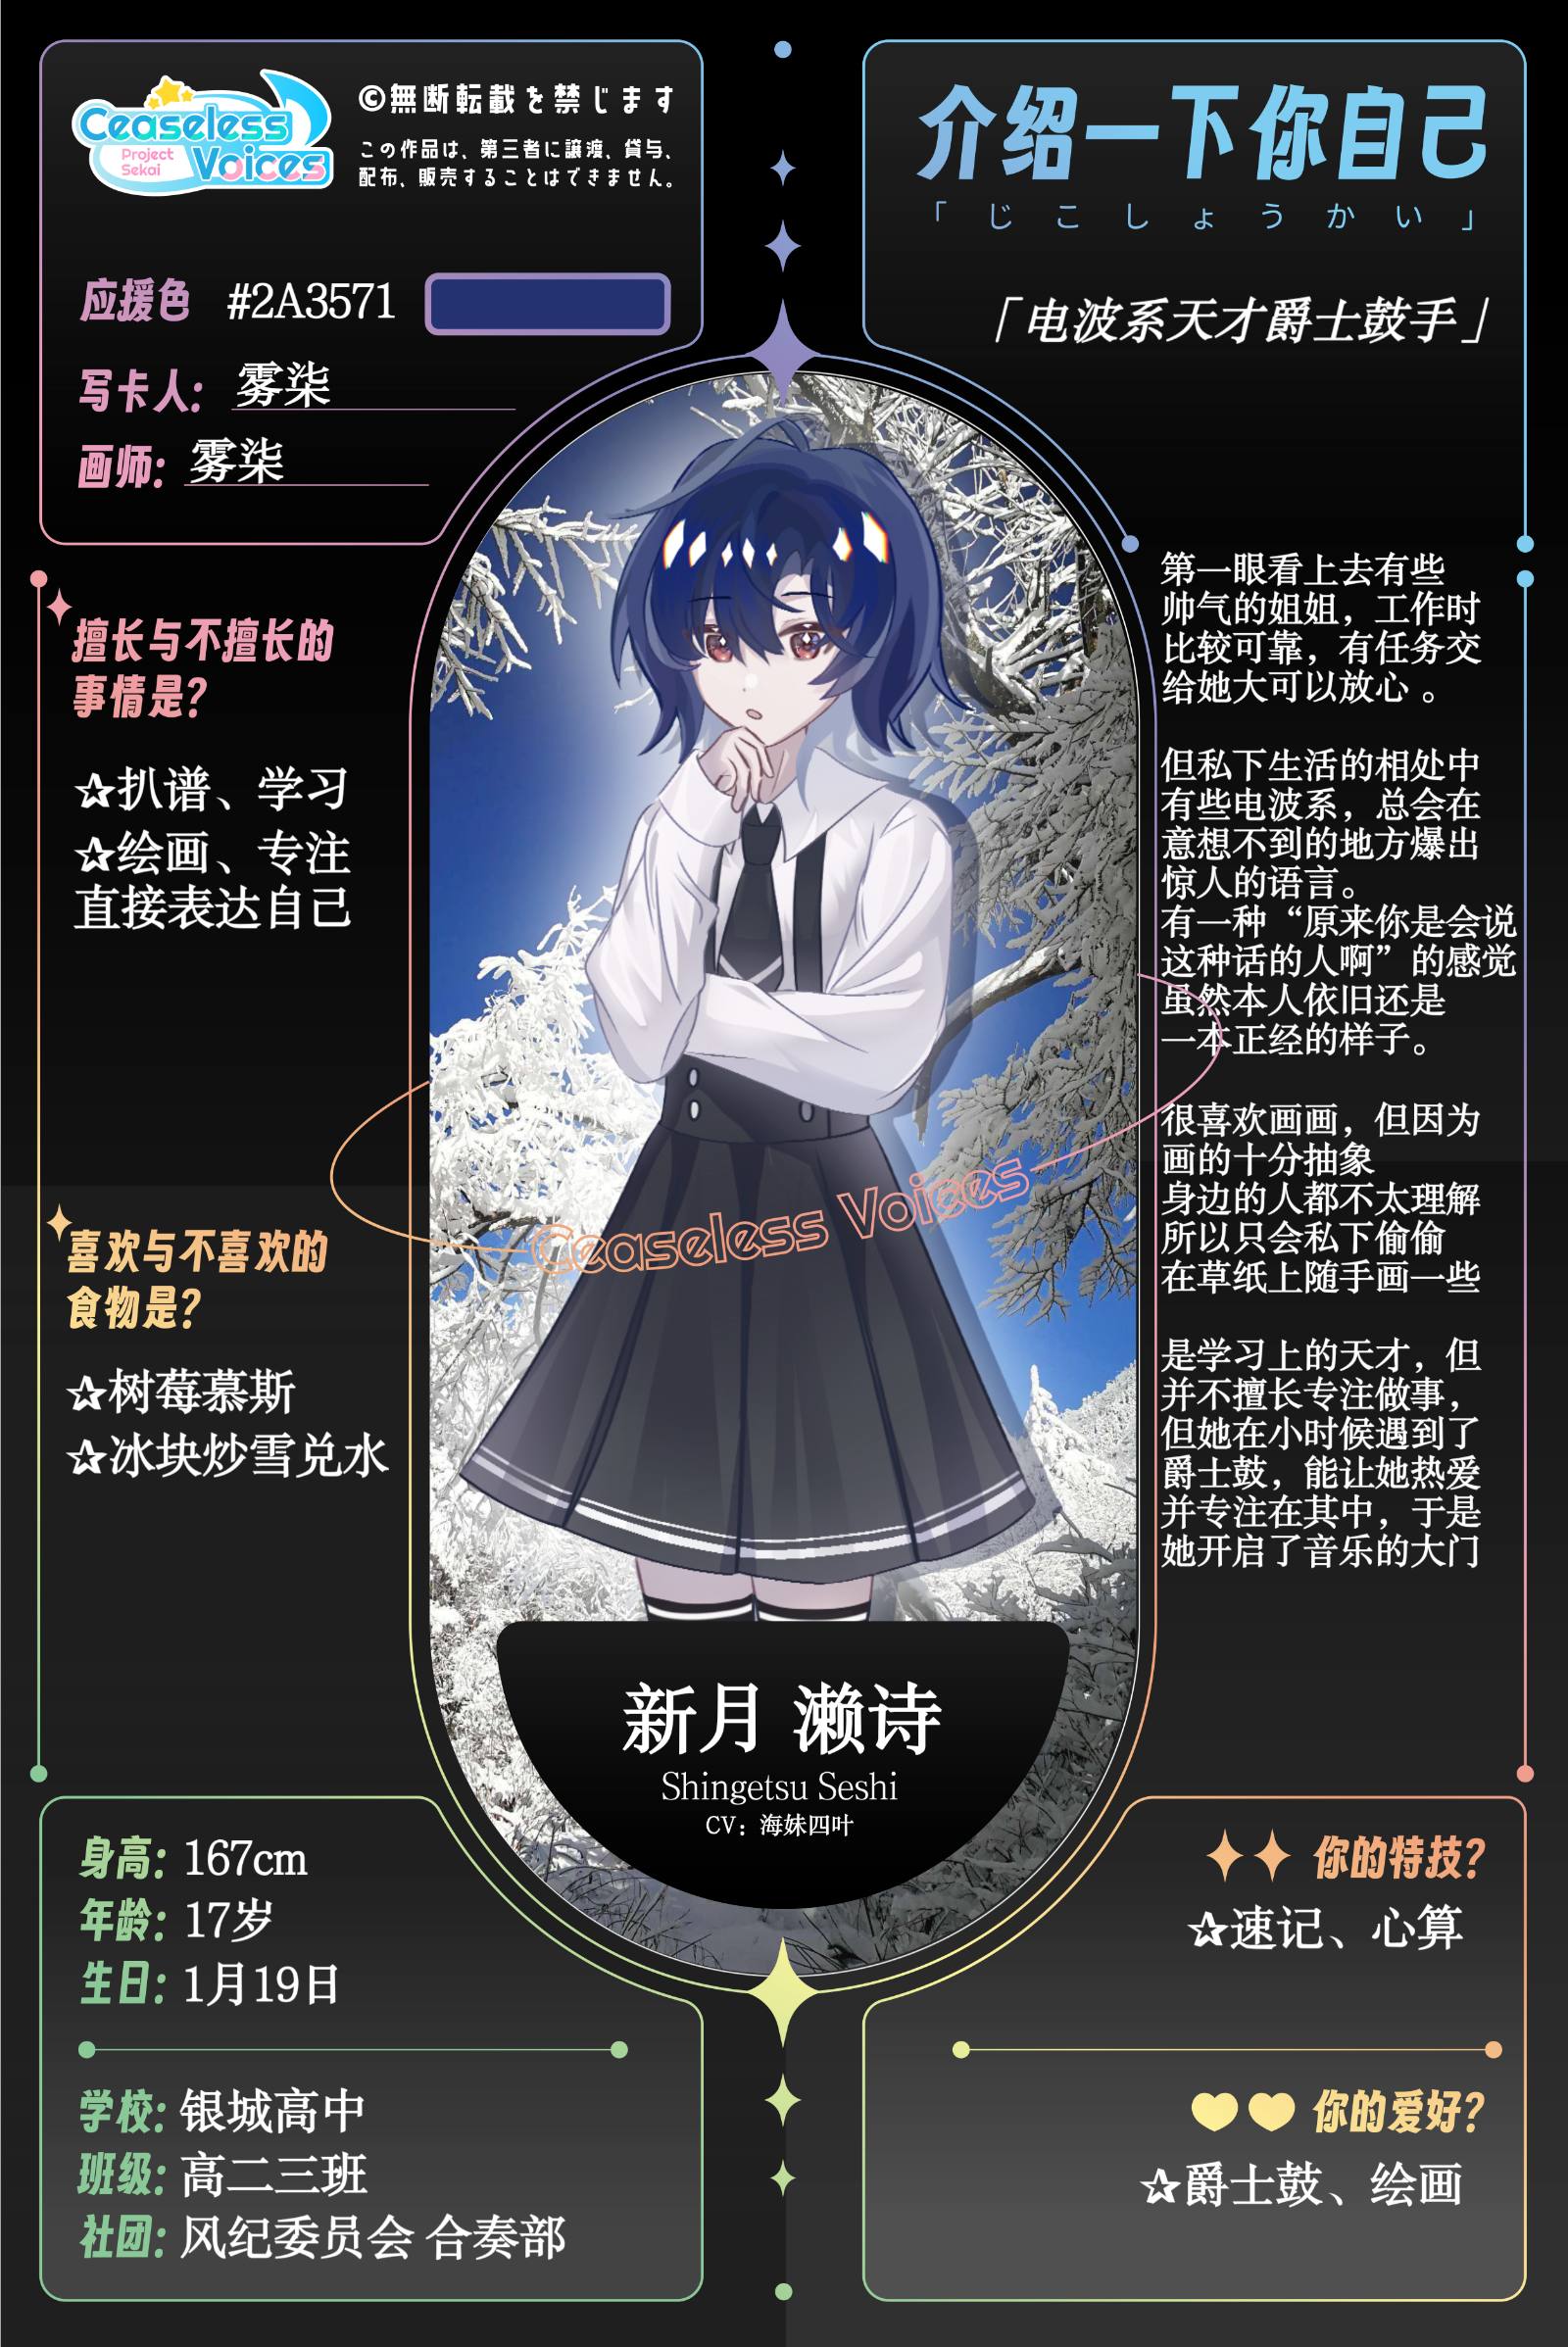 Ceaseless
Voices
Project
Sekai
©無断転載を禁じます
この作品は、第三者に譲渡、貸与、
配布、販売することはできません。
应援色 #2A3571
写卡人: 雾柒
画师: 雾柒
介绍一下你自己
「じこしょうかい」
「电波系天才爵士鼓手」
擅长与不擅长的
事情是?
☆扒谱、学习
☆绘画、专注
直接表达自己
喜欢与不喜欢的
食物是?
☆树莓慕斯
☆冰块炒雪兑水
第一眼看上去有些
帅气的姐姐，工作时
比较可靠，有任务交
给她大可以放心 。
但私下生活的相处中
有些电波系，总会在
意想不到的地方爆出
惊人的语言。
有一种“原来你是会说
这种话的人啊”的感觉
虽然本人依旧还是
一本正经的样子。
很喜欢画画，但因为
画的十分抽象
身边的人都不太理解
所以只会私下偷偷
在草纸上随手画一些
是学习上的天才，但
并不擅长专注做事，
但她在小时候遇到了
爵士鼓，能让她热爱
并专注在其中，于是
她开启了音乐的大门
Ceaseless Voices
新月 濑诗
Shingetsu Seshi
CV：海妹四叶
身高: 167cm
年龄: 17岁
生日: 1月19日
学校: 银城高中
班级: 高二三班
社团: 风纪委员会 合奏部
你的特技?
☆速记、心算
你的爱好?
☆爵士鼓、绘画